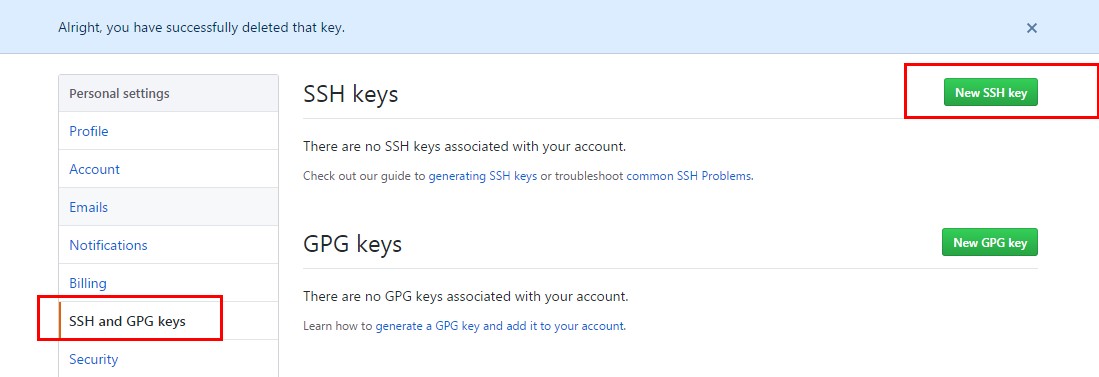 Alright, you have successfully deleted that key.
×
Personal settings
Profile
Account
Emails
Notifications
Billing
SSH and GPG keys
Security
SSH keys
New SSH key
There are no SSH keys associated with your account.
Check out our guide to generating SSH keys or troubleshoot common SSH Problems.
GPG keys
New GPG key
There are no GPG keys associated with your account.
Learn how to generate a GPG key and add it to your account.